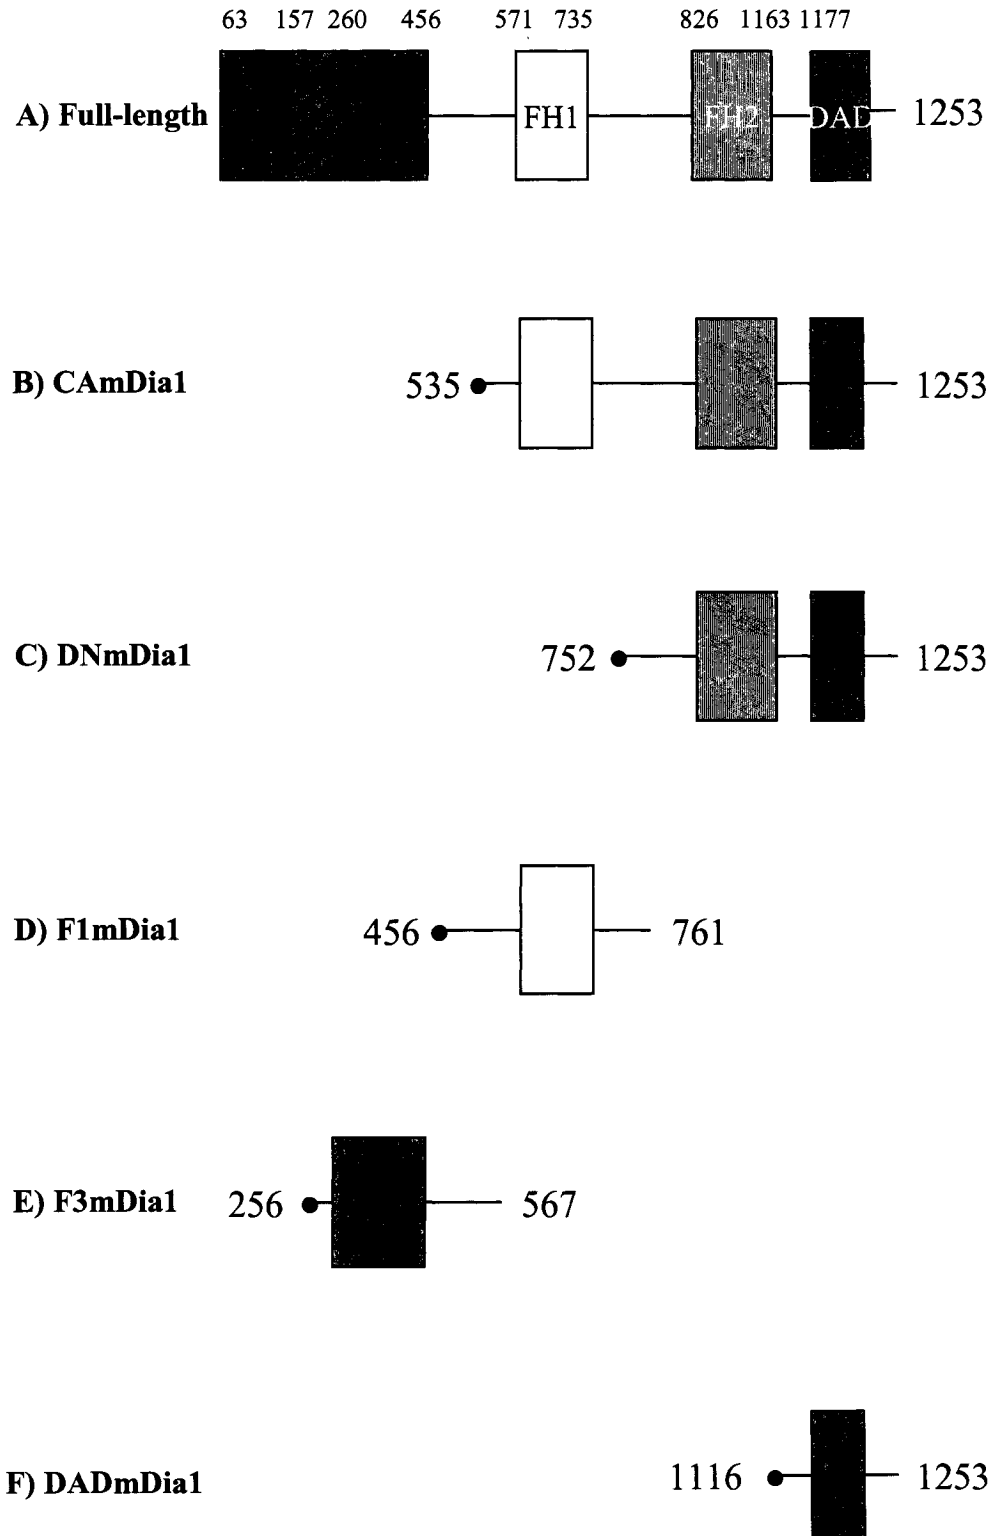 63 157 260 456 571 735 826 1163 1177
A) Full-length FH1 FH2 DAD 1253
B) CAmDia1 535 1253
C) DNmDia1 752 1253
D) F1mDia1 456 761
E) F3mDia1 256 567
F) DADmDia1 1116 1253